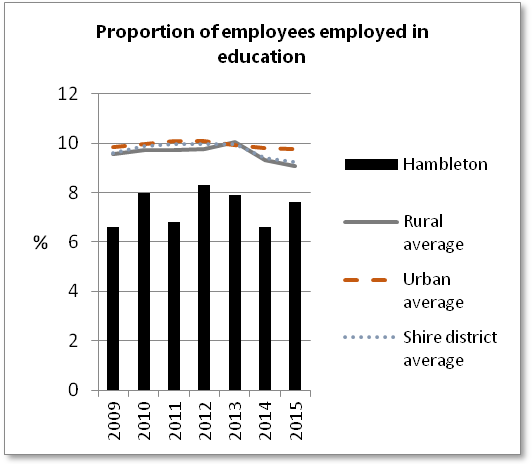 Proportion of employees employed in
education
12
10
8
6
4
2
0
%
2009
2010
2011
2012
2013
2014
2015
Hambleton
Rural
average
Urban
average
Shire district
average